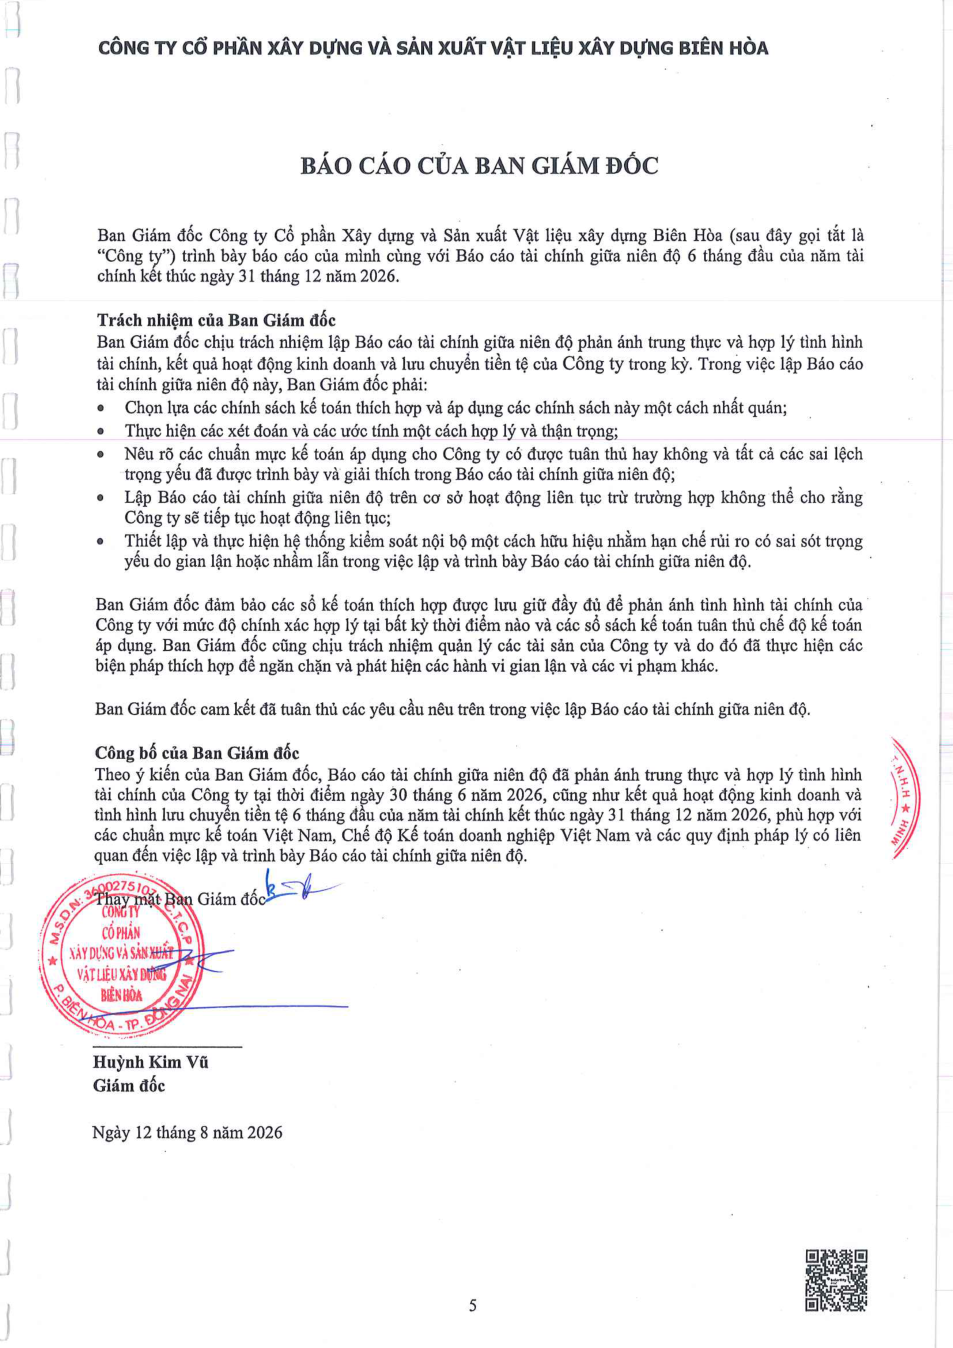 CÔNG TY CỔ PHẦN XÂY DỰNG VÀ SẢN XUẤT VẬT LIỆU XÂY DỰNG BIÊN HÒA
BÁO CÁO CỦA BAN GIÁM ĐỐC
Ban Giám đốc Công ty Cổ phần Xây dựng và Sản xuất Vật liệu xây dựng Biên Hòa (sau đây gọi tắt là
“Công ty”) trình bày báo cáo của mình cùng với Báo cáo tài chính giữa niên độ 6 tháng đầu của năm tài
chính kết thúc ngày 31 tháng 12 năm 2026.
Trách nhiệm của Ban Giám đốc
Ban Giám đốc chịu trách nhiệm lập Báo cáo tài chính giữa niên độ phản ánh trung thực và hợp lý tình hình
tài chính, kết quả hoạt động kinh doanh và lưu chuyển tiền tệ của Công ty trong kỳ. Trong việc lập Báo cáo
tài chính giữa niên độ này, Ban Giám đốc phải:
• Chọn lựa các chính sách kế toán thích hợp và áp dụng các chính sách này một cách nhất quán;
• Thực hiện các xét đoán và các ước tính một cách hợp lý và thận trọng;
• Nêu rõ các chuẩn mực kế toán áp dụng cho Công ty có được tuân thủ hay không và tất cả các sai lệch
trọng yếu đã được trình bày và giải thích trong Báo cáo tài chính giữa niên độ;
• Lập Báo cáo tài chính giữa niên độ trên cơ sở hoạt động liên tục trừ trường hợp không thể cho rằng
Công ty sẽ tiếp tục hoạt động liên tục;
• Thiết lập và thực hiện hệ thống kiểm soát nội bộ một cách hữu hiệu nhằm hạn chế rủi ro có sai sót trọng
yếu do gian lận hoặc nhầm lẫn trong việc lập và trình bày Báo cáo tài chính giữa niên độ.
Ban Giám đốc đảm bảo các sổ kế toán thích hợp được lưu giữ đầy đủ để phản ánh tình hình tài chính của
Công ty với mức độ chính xác hợp lý tại bất kỳ thời điểm nào và các sổ sách kế toán tuân thủ chế độ kế toán
áp dụng. Ban Giám đốc cũng chịu trách nhiệm quản lý các tài sản của Công ty và do đó đã thực hiện các
biện pháp thích hợp để ngăn chặn và phát hiện các hành vi gian lận và các vi phạm khác.
Ban Giám đốc cam kết đã tuân thủ các yêu cầu nêu trên trong việc lập Báo cáo tài chính giữa niên độ.
Công bố của Ban Giám đốc
Theo ý kiến của Ban Giám đốc, Báo cáo tài chính giữa niên độ đã phản ánh trung thực và hợp lý tình hình
tài chính của Công ty tại thời điểm ngày 30 tháng 6 năm 2026, cũng như kết quả hoạt động kinh doanh và
tình hình lưu chuyển tiền tệ 6 tháng đầu của năm tài chính kết thúc ngày 31 tháng 12 năm 2026, phù hợp với
các chuẩn mực kế toán Việt Nam, Chế độ Kế toán doanh nghiệp Việt Nam và các quy định pháp lý có liên
quan đến việc lập và trình bày Báo cáo tài chính giữa niên độ.
T.N.H.H ★ MINH
Thay mặt Ban Giám đốc
M.S.D.N: 3600275107 C.T.C.P
CÔNG TY
CỔ PHẦN
XÂY DỰNG VÀ SẢN XUẤT
VẬT LIỆU XÂY DỰNG
BIÊN HÒA
P. BIÊN HÒA - TP. ĐỒNG NAI
Huỳnh Kim Vũ
Giám đốc
Ngày 12 tháng 8 năm 2026
5